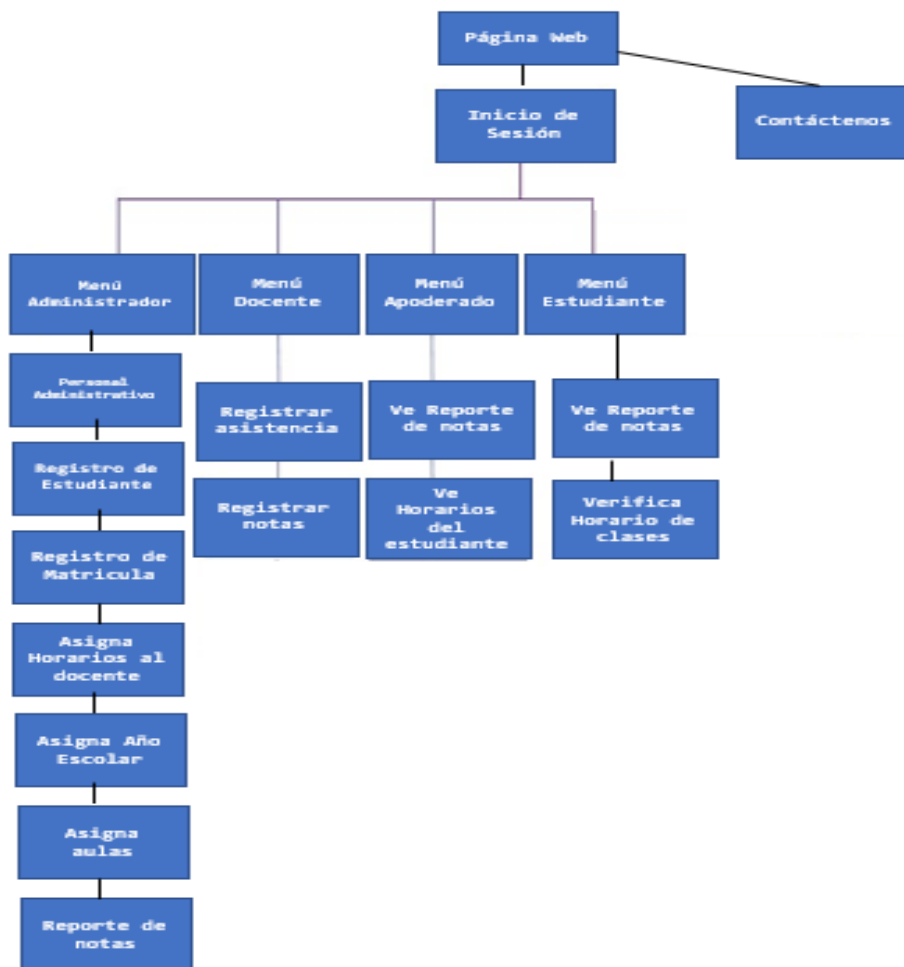 Página Web
Inicio de
Sesión
Contáctenos
Menú
Administrador
Menú
Docente
Menú
Apoderado
Menú
Estudiante
Personal
Administrativo
Registrar
asistencia
Ve Reporte
de notas
Ve Reporte
de notas
Registro de
Estudiante
Registrar
notas
Ve
Horarios
del
estudiante
Verifica
Horario de
clases
Registro de
Matricula
Asigna
Horarios al
docente
Asigna Año
Escolar
Asigna
aulas
Reporte de
notas